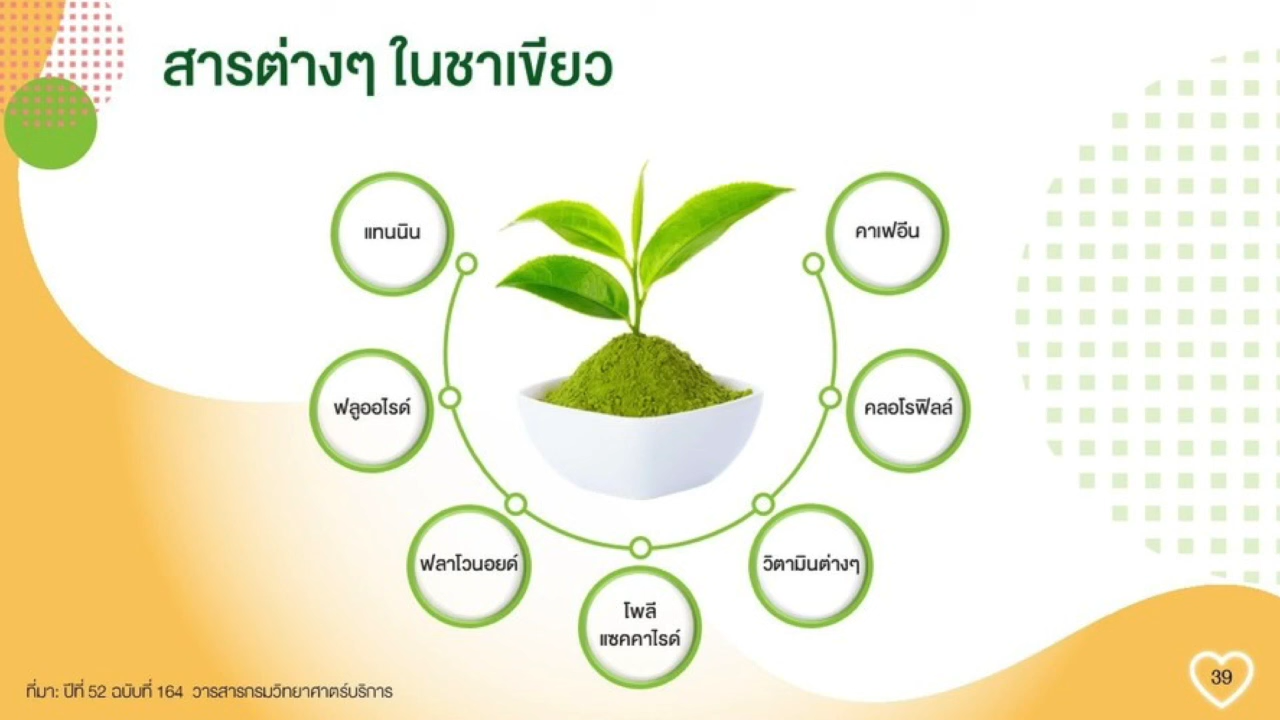 สารต่างๆ ในชาเขียว
แทนนิน
คาเฟอีน
ฟลูออไรด์
คลอโรฟิลล์
ฟลาโวนอยด์
วิตามินต่างๆ
โพลี
แซคคาไรด์
ที่มา: ปีที่ 52 ฉบับที่ 164 วารสารกรมวิทยาศาตร์บริการ
39